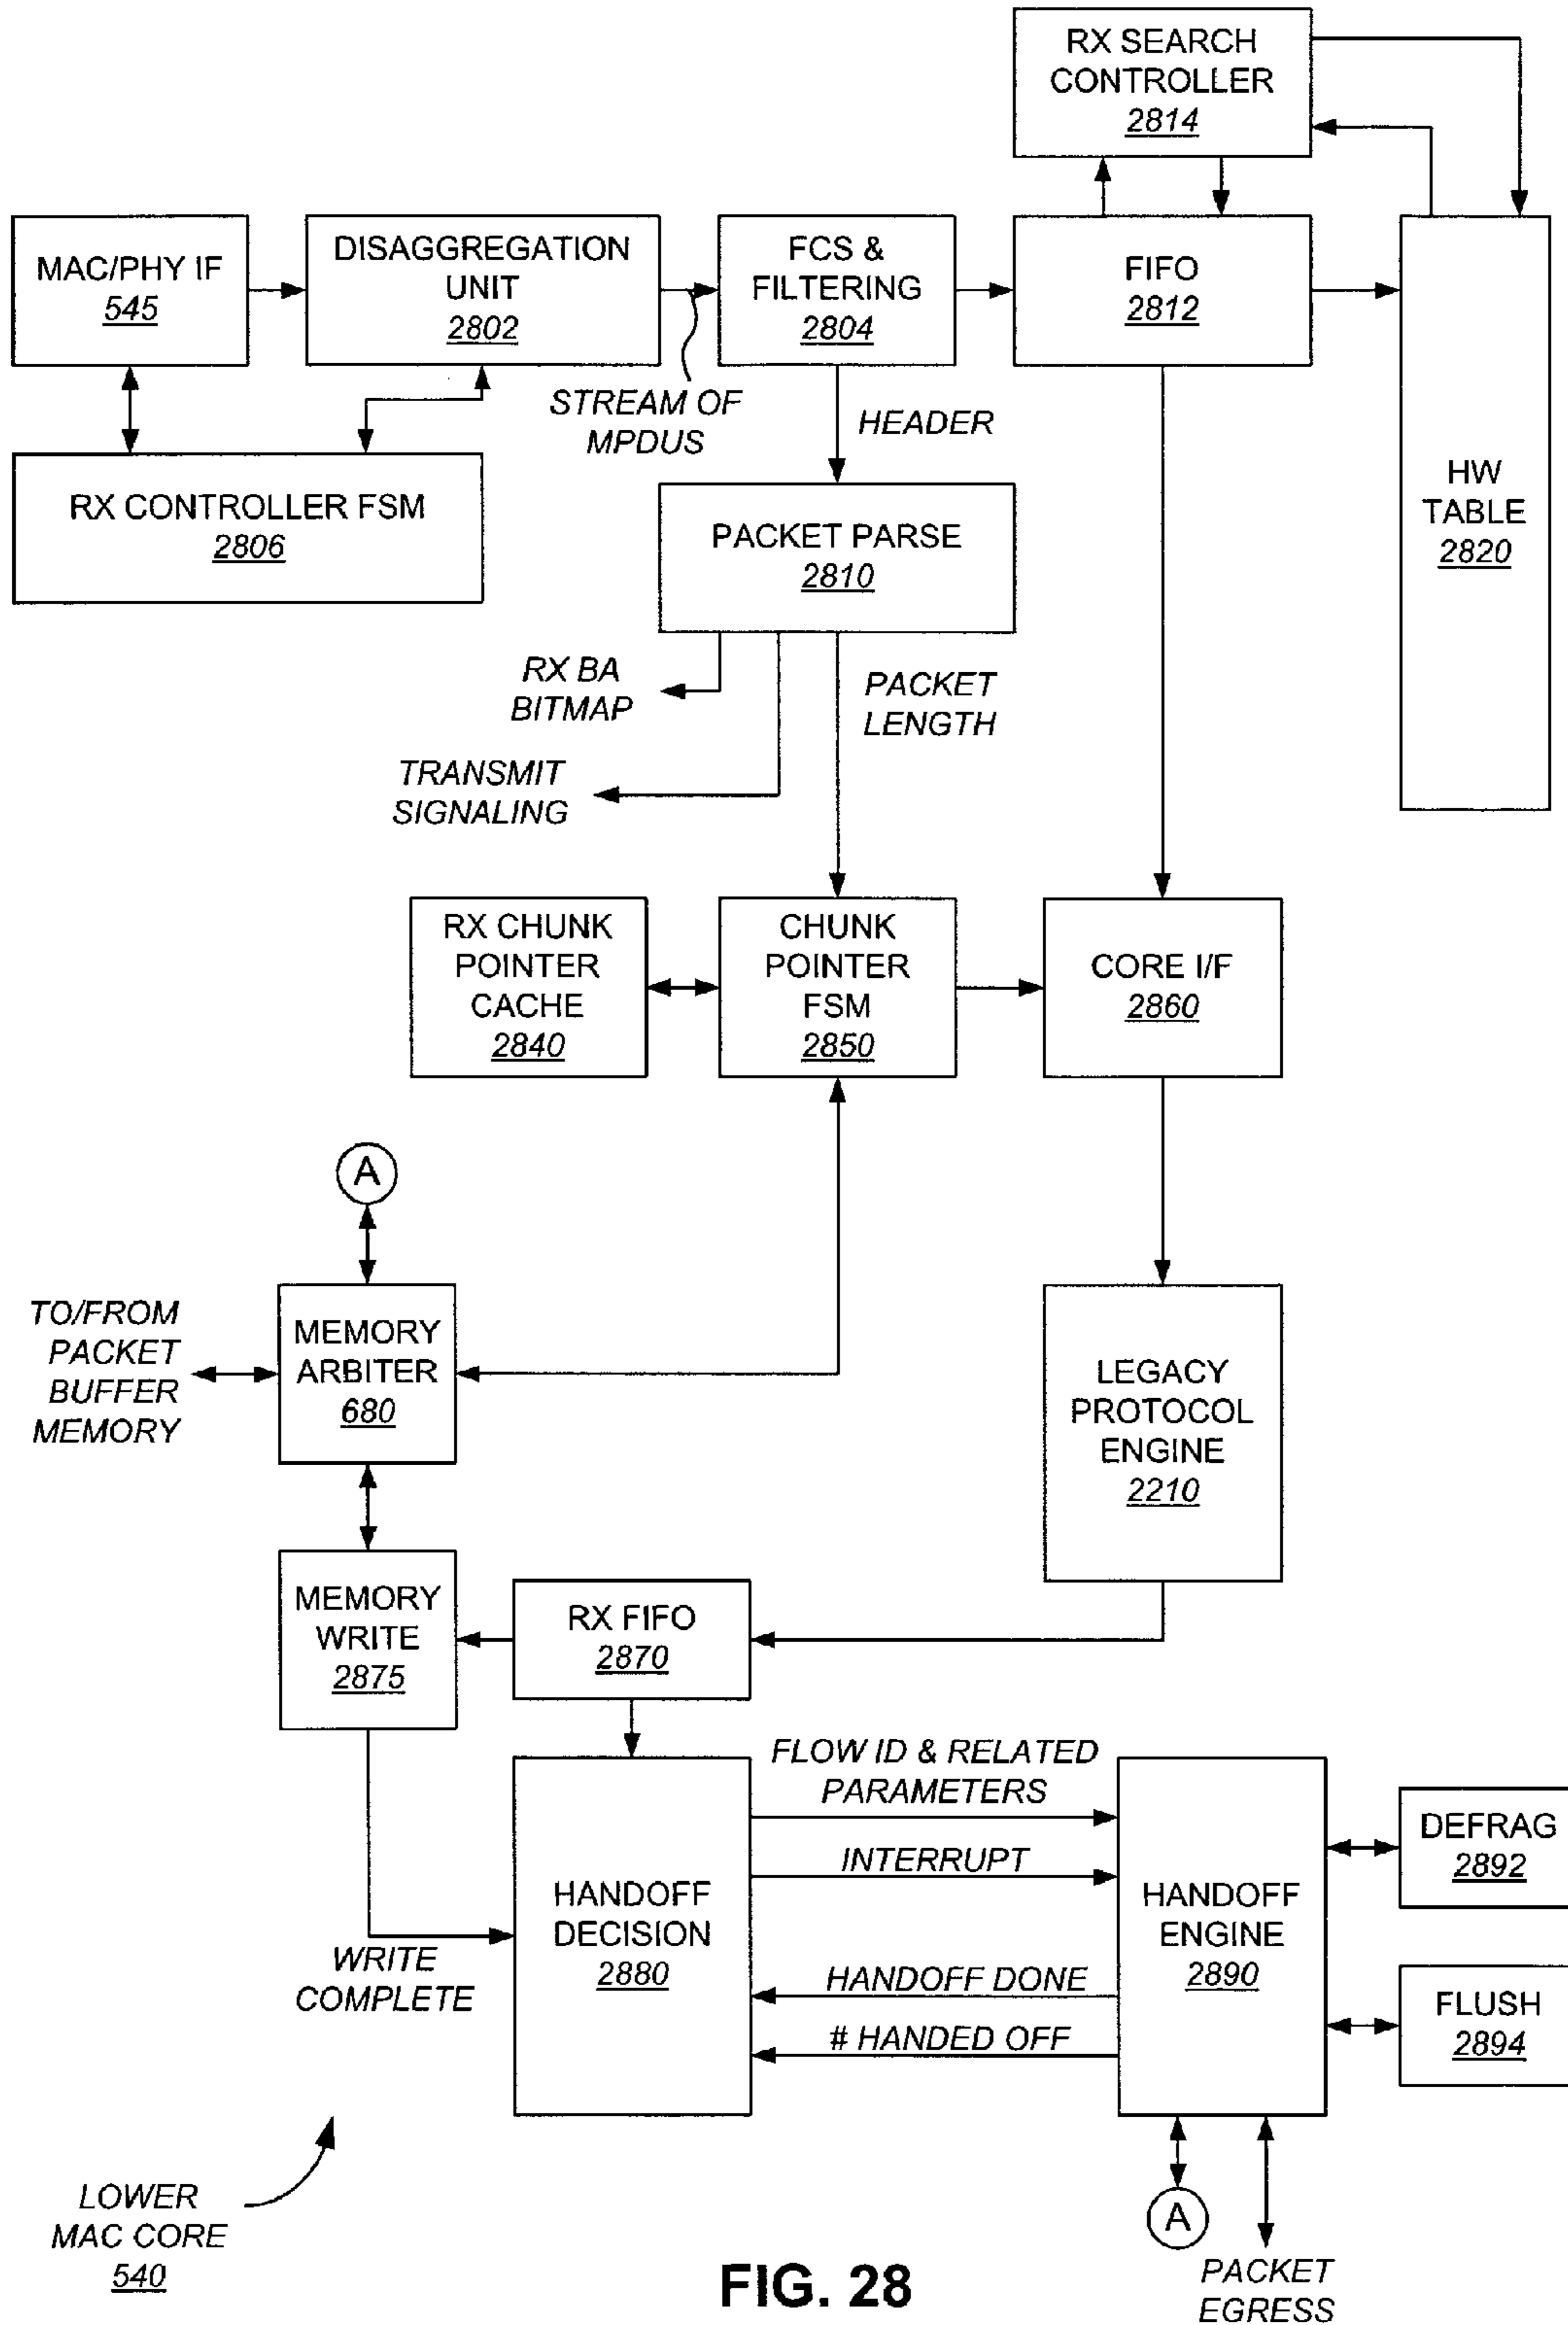 RX SEARCH
CONTROLLER
2814
MAC/PHY IF
545
DISAGGREGATION
UNIT
2802
FCS &
FILTERING
2804
FIFO
2812
STREAM OF
MPDUS
HEADER
RX CONTROLLER FSM
2806
PACKET PARSE
2810
HW
TABLE
2820
RX BA
BITMAP
PACKET
LENGTH
TRANSMIT
SIGNALING
RX CHUNK
POINTER
CACHE
2840
CHUNK
POINTER
FSM
2850
CORE I/F
2860
A
TO/FROM
PACKET
BUFFER
MEMORY
MEMORY
ARBITER
680
LEGACY
PROTOCOL
ENGINE
2210
MEMORY
WRITE
2875
RX FIFO
2870
FLOW ID & RELATED
PARAMETERS
INTERRUPT
HANDOFF
DECISION
2880
HANDOFF
ENGINE
2890
DEFRAG
2892
WRITE
COMPLETE
HANDOFF DONE
# HANDED OFF
FLUSH
2894
LOWER
MAC CORE
540
A
PACKET
EGRESS
FIG. 28